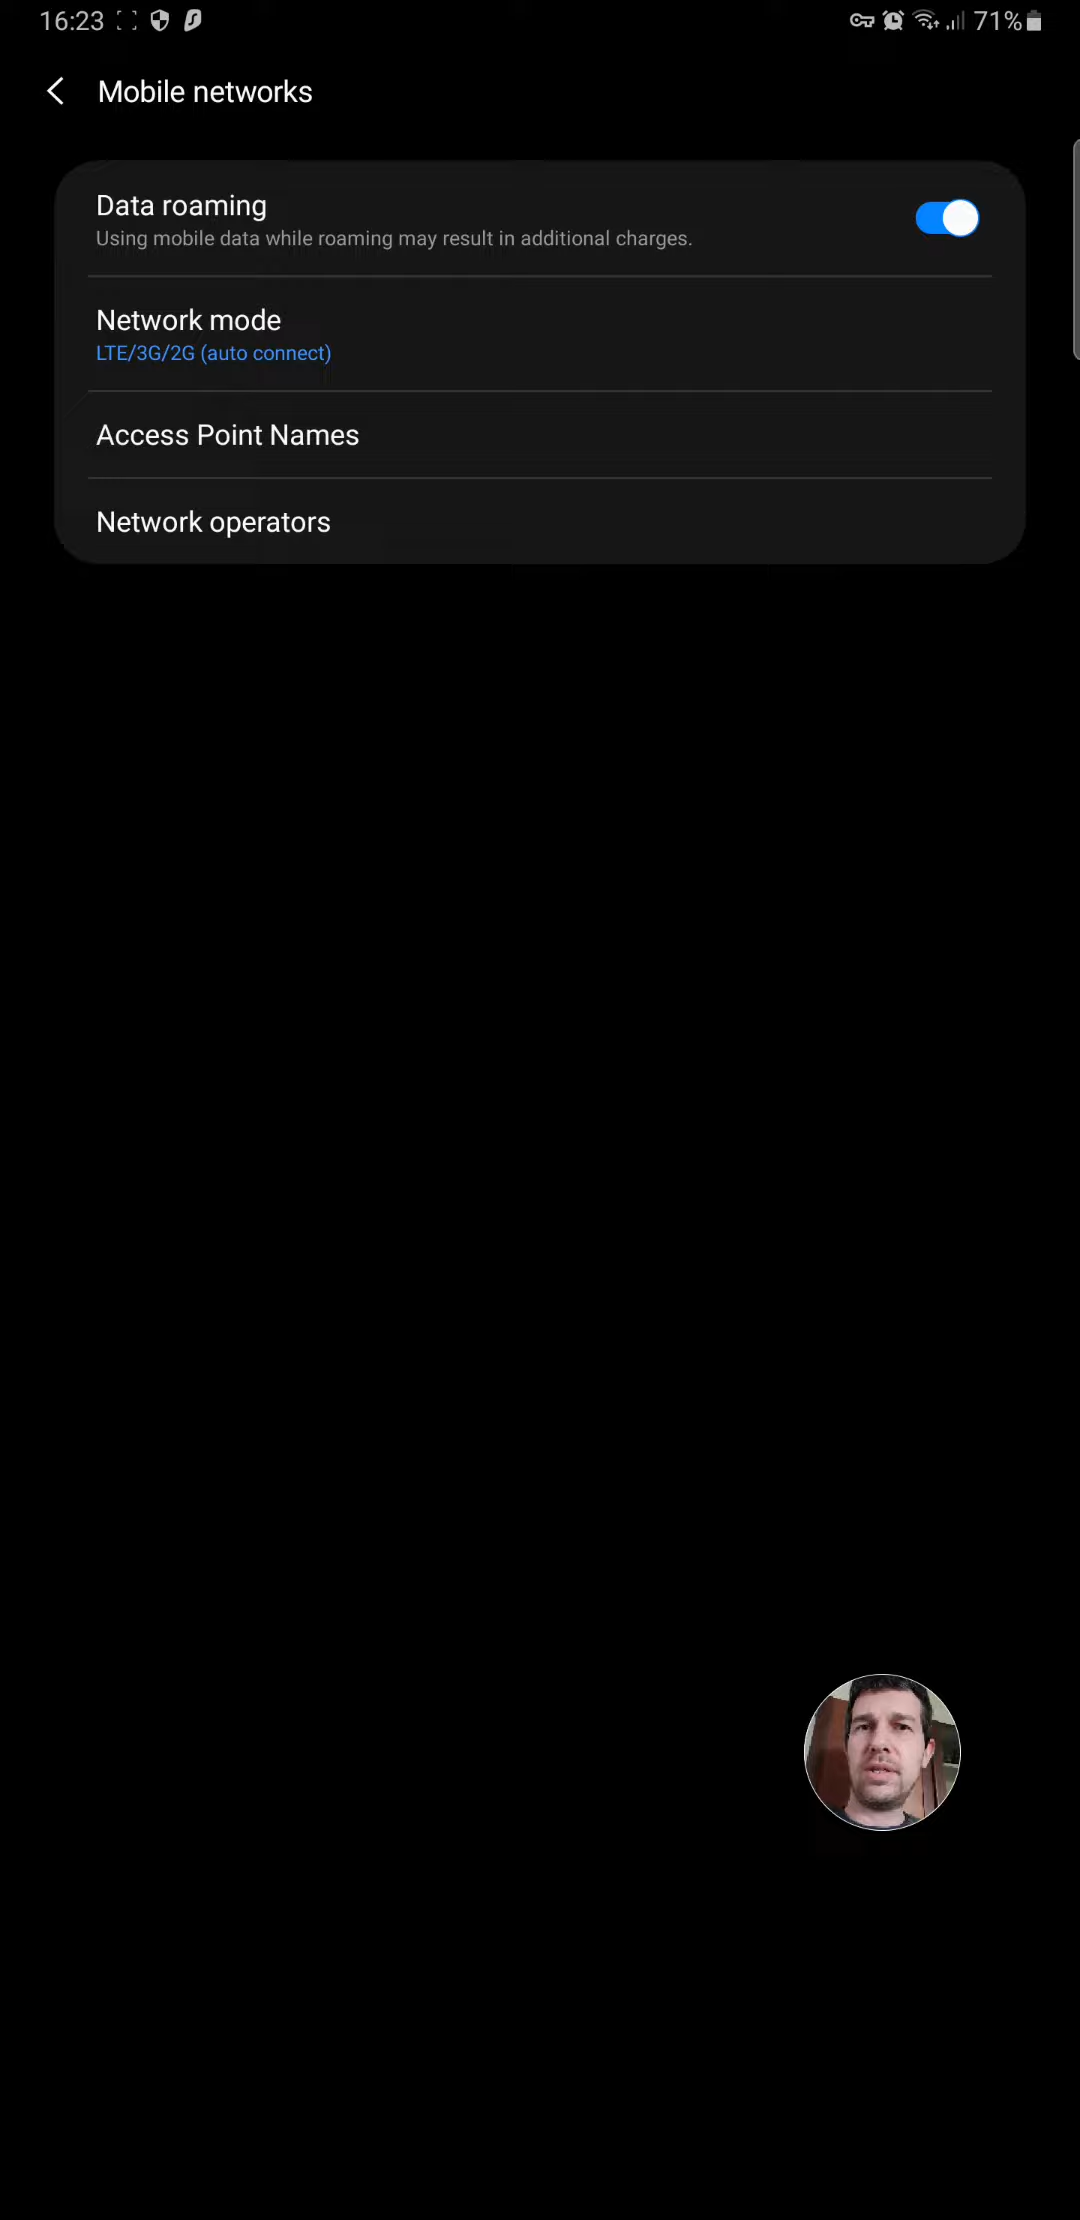 16:23 71%
Mobile networks
Data roaming
Using mobile data while roaming may result in additional charges.
Network mode
LTE/3G/2G (auto connect)
Access Point Names
Network operators